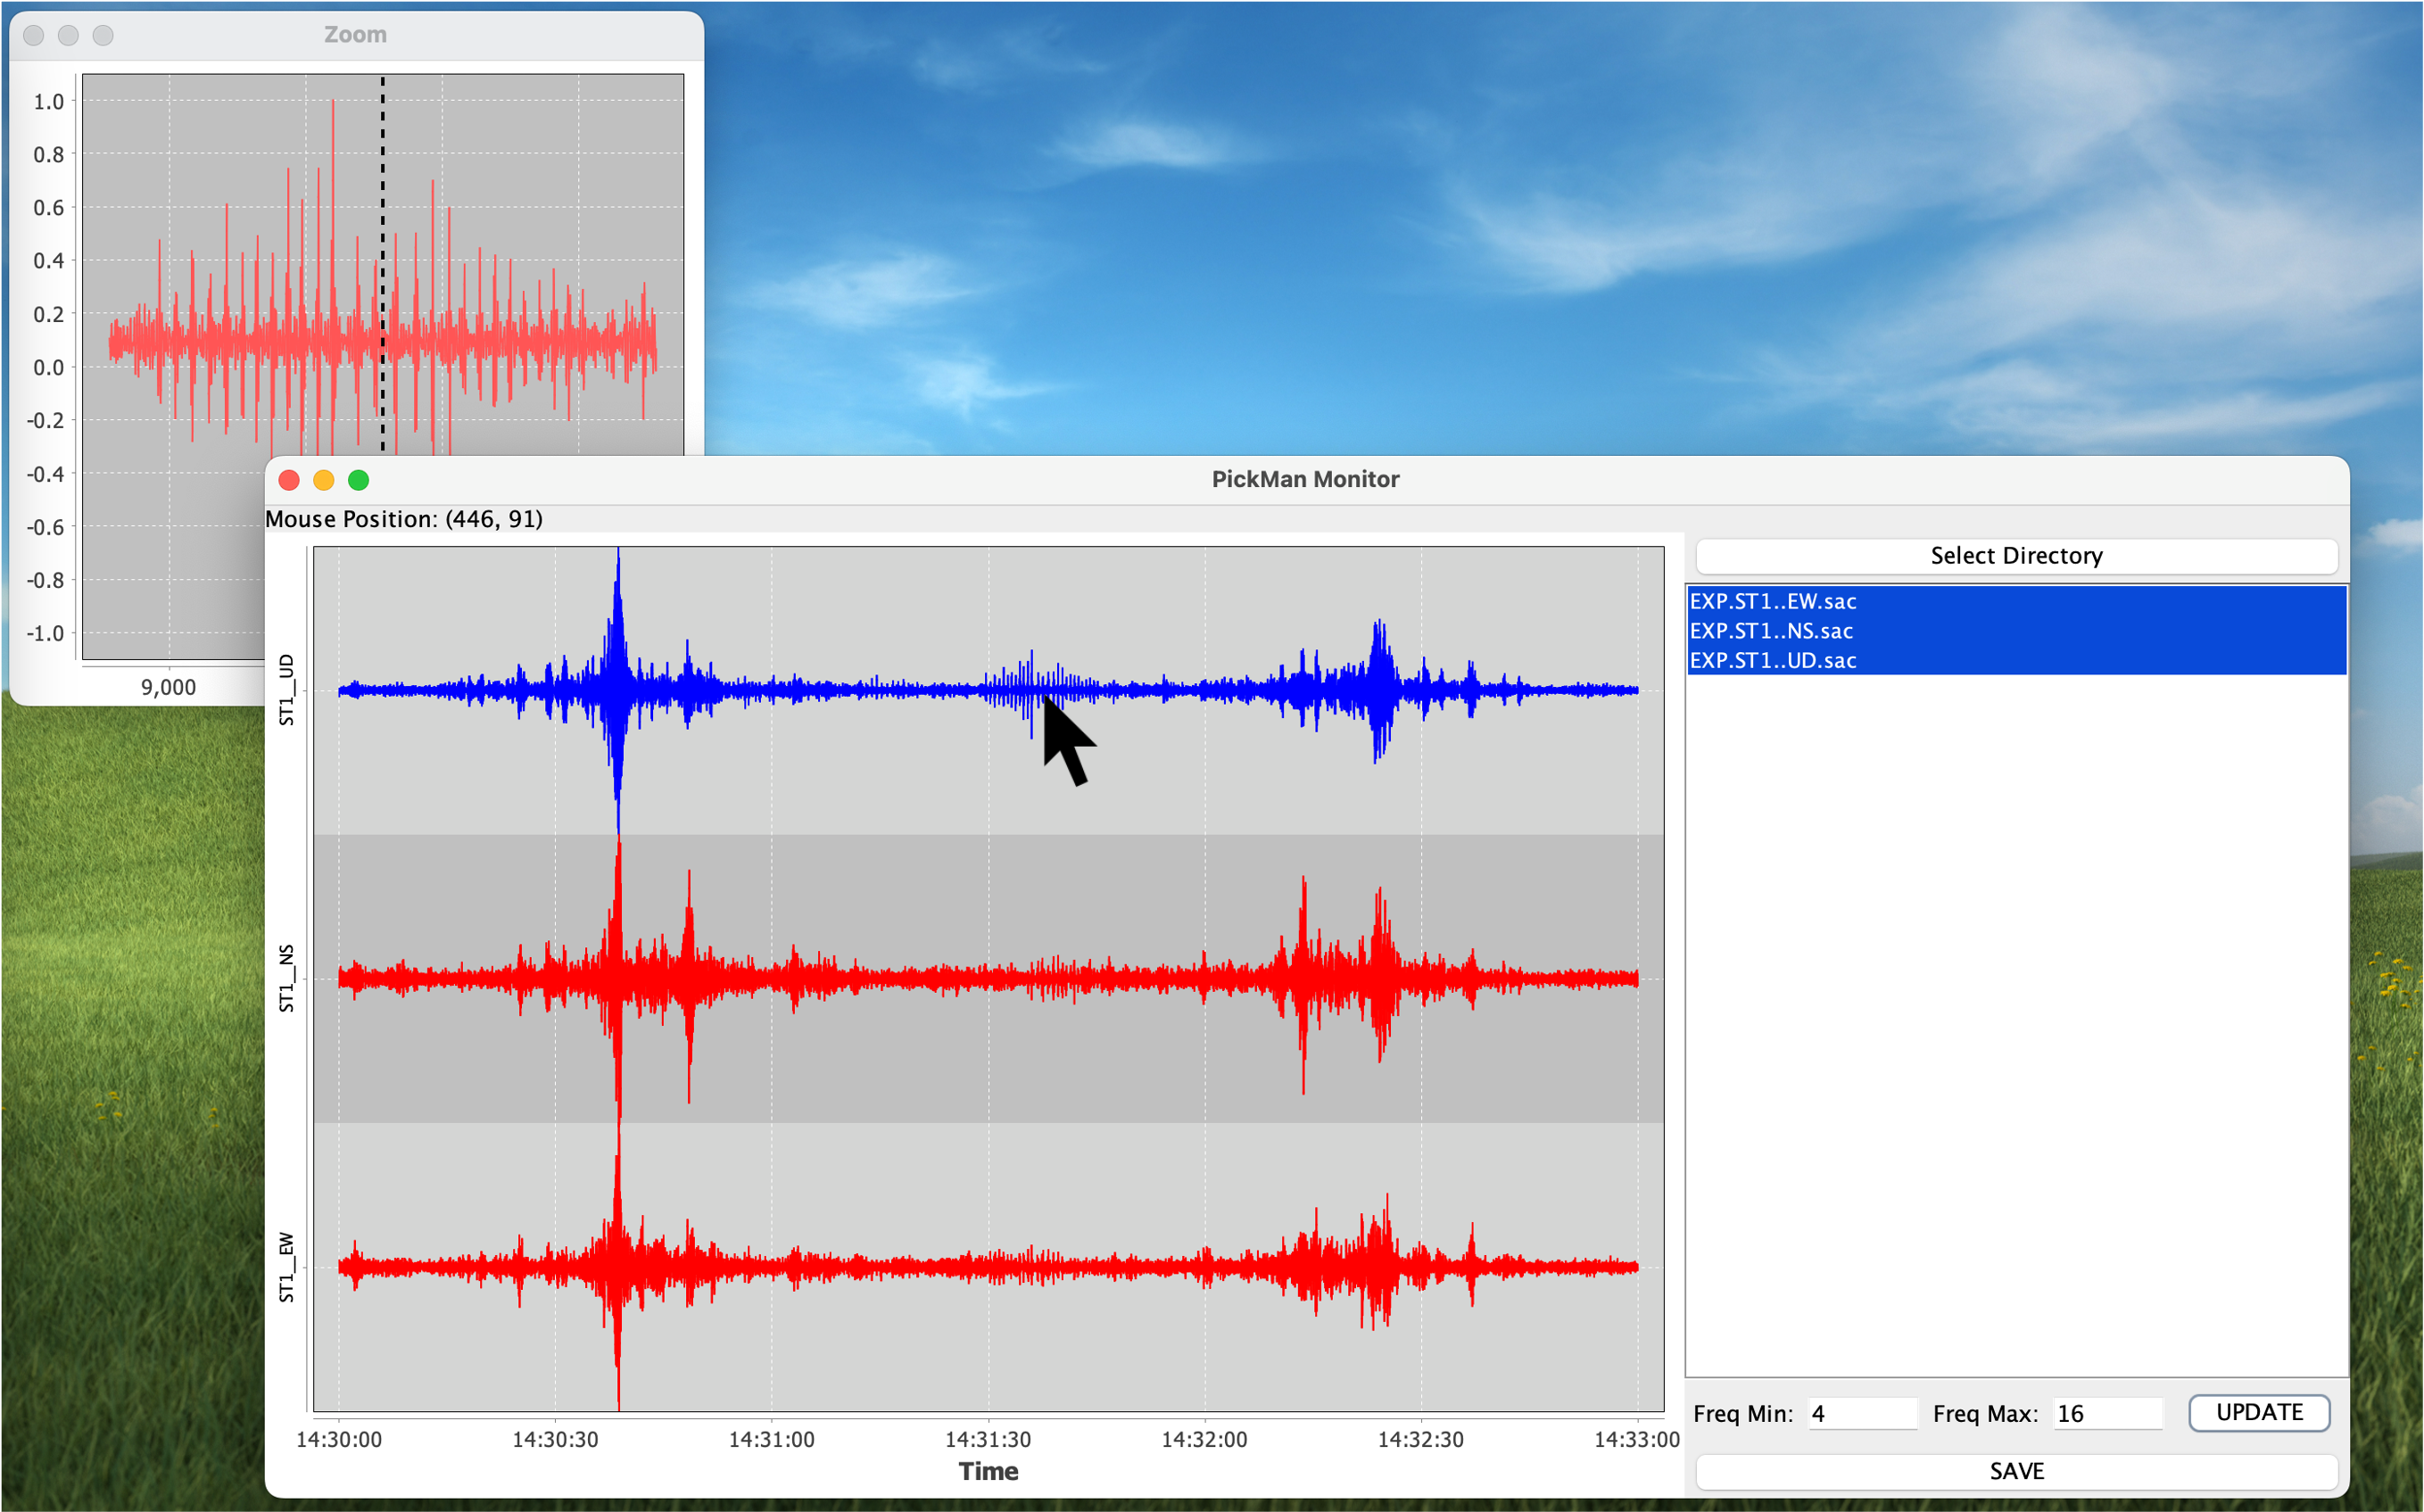 Zoom
1.0
0.8
0.6
0.4
0.2
0.0
-0.2
-0.4
-0.6
-0.8
-1.0
9,000
PickMan Monitor
Mouse Position: (446, 91)
ST1_UD
ST1_NS
ST1_EW
14:30:00 14:30:30 14:31:00 14:31:30 14:32:00 14:32:30 14:33:00
Time
Select Directory
EXP.ST1..EW.sac
EXP.ST1..NS.sac
EXP.ST1..UD.sac
Freq Min: 4 Freq Max: 16 UPDATE
SAVE